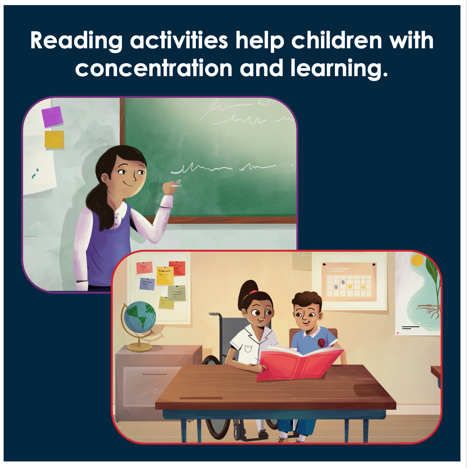 Reading activities help children with
concentration and learning.